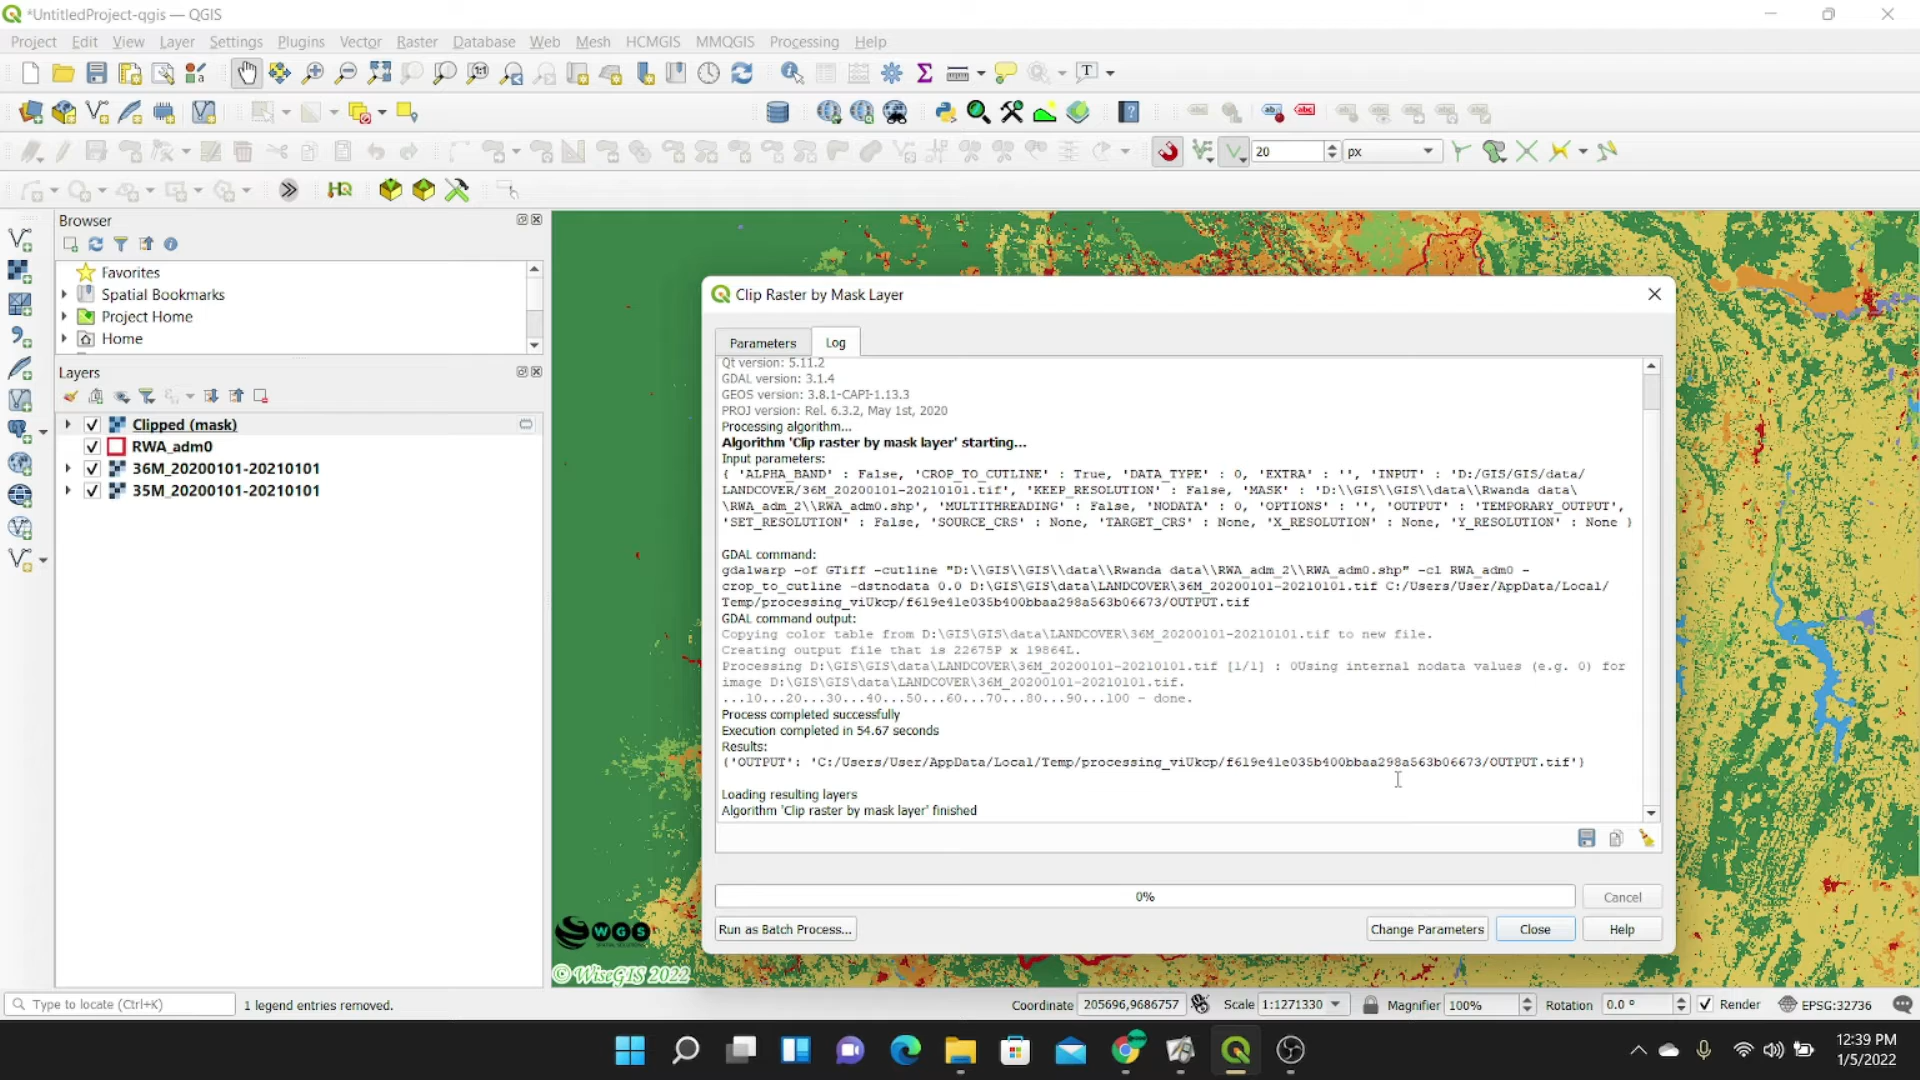 *UntitledProject-qgis — QGIS
Project Edit View Layer Settings Plugins Vector Raster Database Web Mesh HCMGIS MMQGIS Processing Help
20 px
Browser
Favorites
Spatial Bookmarks
Project Home
Home
Layers
Clipped (mask)
RWA_adm0
36M_20200101-20210101
35M_20200101-20210101
Clip Raster by Mask Layer
Parameters Log
Qt version: 5.11.2
GDAL version: 3.1.4
GEOS version: 3.8.1-CAPI-1.13.3
PROJ version: Rel. 6.3.2, May 1st, 2020
Processing algorithm...
Algorithm 'Clip raster by mask layer' starting...
Input parameters:
{ 'ALPHA_BAND' : False, 'CROP_TO_CUTLINE' : True, 'DATA_TYPE' : 0, 'EXTRA' : '', 'INPUT' : 'D:/GIS/GIS/data/
LANDCOVER/36M_20200101-20210101.tif', 'KEEP_RESOLUTION' : False, 'MASK' : 'D:\\GIS\\GIS\\data\\Rwanda data\
\RWA_adm_2\\RWA_adm0.shp', 'MULTITHREADING' : False, 'NODATA' : 0, 'OPTIONS' : '', 'OUTPUT' : 'TEMPORARY_OUTPUT',
'SET_RESOLUTION' : False, 'SOURCE_CRS' : None, 'TARGET_CRS' : None, 'X_RESOLUTION' : None, 'Y_RESOLUTION' : None }
GDAL command:
gdalwarp -of GTiff -cutline "D:\\GIS\\GIS\\data\\Rwanda data\\RWA_adm_2\\RWA_adm0.shp" -cl RWA_adm0 -
crop_to_cutline -dstnodata 0.0 D:\GIS\GIS\data\LANDCOVER\36M_20200101-20210101.tif C:/Users/User/AppData/Local/
Temp/processing_viUkcp/f619e41e035b400bbaa298a563b06673/OUTPUT.tif
GDAL command output:
Copying color table from D:\GIS\GIS\data\LANDCOVER\36M_20200101-20210101.tif to new file.
Creating output file that is 22675P x 19864L.
Processing D:\GIS\GIS\data\LANDCOVER\36M_20200101-20210101.tif [1/1] : 0Using internal nodata values (e.g. 0) for
image D:\GIS\GIS\data\LANDCOVER\36M_20200101-20210101.tif.
...10...20...30...40...50...60...70...80...90...100 - done.
Process completed successfully
Execution completed in 54.67 seconds
Results:
{'OUTPUT': 'C:/Users/User/AppData/Local/Temp/processing_viUkcp/f619e41e035b400bbaa298a563b06673/OUTPUT.tif'}
Loading resulting layers
Algorithm 'Clip raster by mask layer' finished
0% Cancel
Run as Batch Process... Change Parameters Close Help
WGS
© WiseGIS 2022
Type to locate (Ctrl+K) 1 legend entries removed. Coordinate 205696,9686757 Scale 1:1271330 Magnifier 100% Rotation 0.0 ° Render EPSG:32736
12:39 PM
1/5/2022